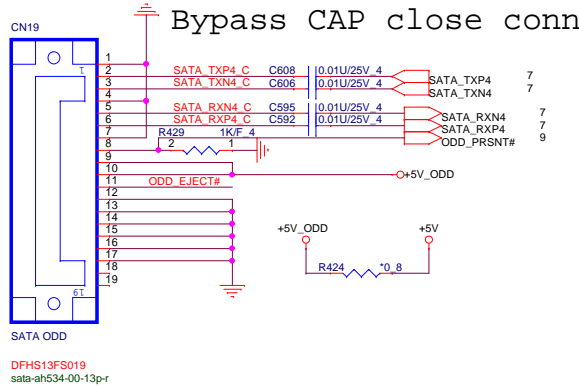 Bypass CAP close conn
CN19
1
1
2 SATA_TXP4_C C608 0.01U/25V_4 SATA_TXP4 7
3 SATA_TXN4_C C606 0.01U/25V_4 SATA_TXN4 7
4
5 SATA_RXN4_C C595 0.01U/25V_4 SATA_RXN4 7
6 SATA_RXP4_C C592 0.01U/25V_4 SATA_RXP4 7
7 R429 1K/F_4 ODD_PRSNT# 9
8 2 1
9
10 +5V_ODD
11 ODD_EJECT#
12
13
14 +5V_ODD +5V
15
16
17 R424 *0_8
18
19
19
SATA ODD
DFHS13FS019
sata-ah534-00-13p-r